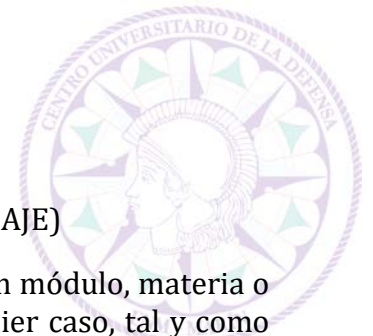 CENTRO UNIVERSITARIO DE LA DEFENSA
AJE)
n módulo, materia o
ier caso, tal y como